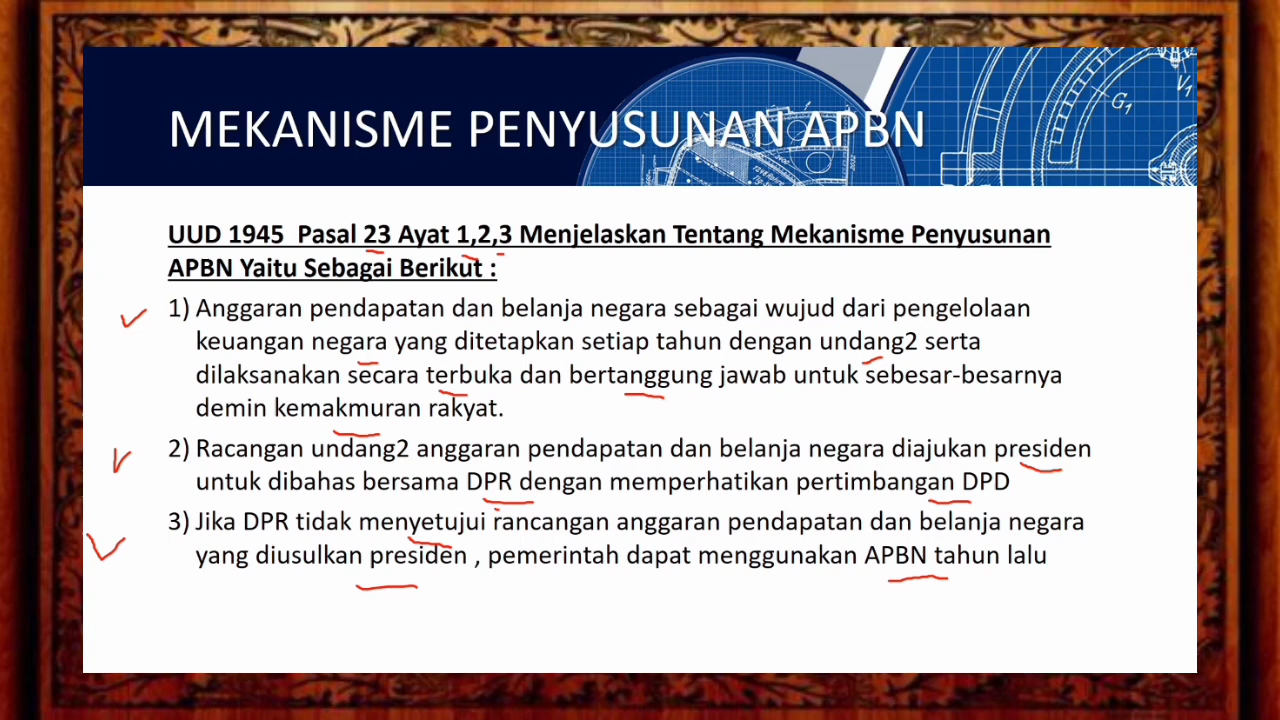 MEKANISME PENYUSUNAN APBN
G1
V1
UUD 1945 Pasal 23 Ayat 1,2,3 Menjelaskan Tentang Mekanisme Penyusunan
APBN Yaitu Sebagai Berikut :
1) Anggaran pendapatan dan belanja negara sebagai wujud dari pengelolaan
keuangan negara yang ditetapkan setiap tahun dengan undang2 serta
dilaksanakan secara terbuka dan bertanggung jawab untuk sebesar-besarnya
demin kemakmuran rakyat.
2) Racangan undang2 anggaran pendapatan dan belanja negara diajukan presiden
untuk dibahas bersama DPR dengan memperhatikan pertimbangan DPD
3) Jika DPR tidak menyetujui rancangan anggaran pendapatan dan belanja negara
yang diusulkan presiden , pemerintah dapat menggunakan APBN tahun lalu